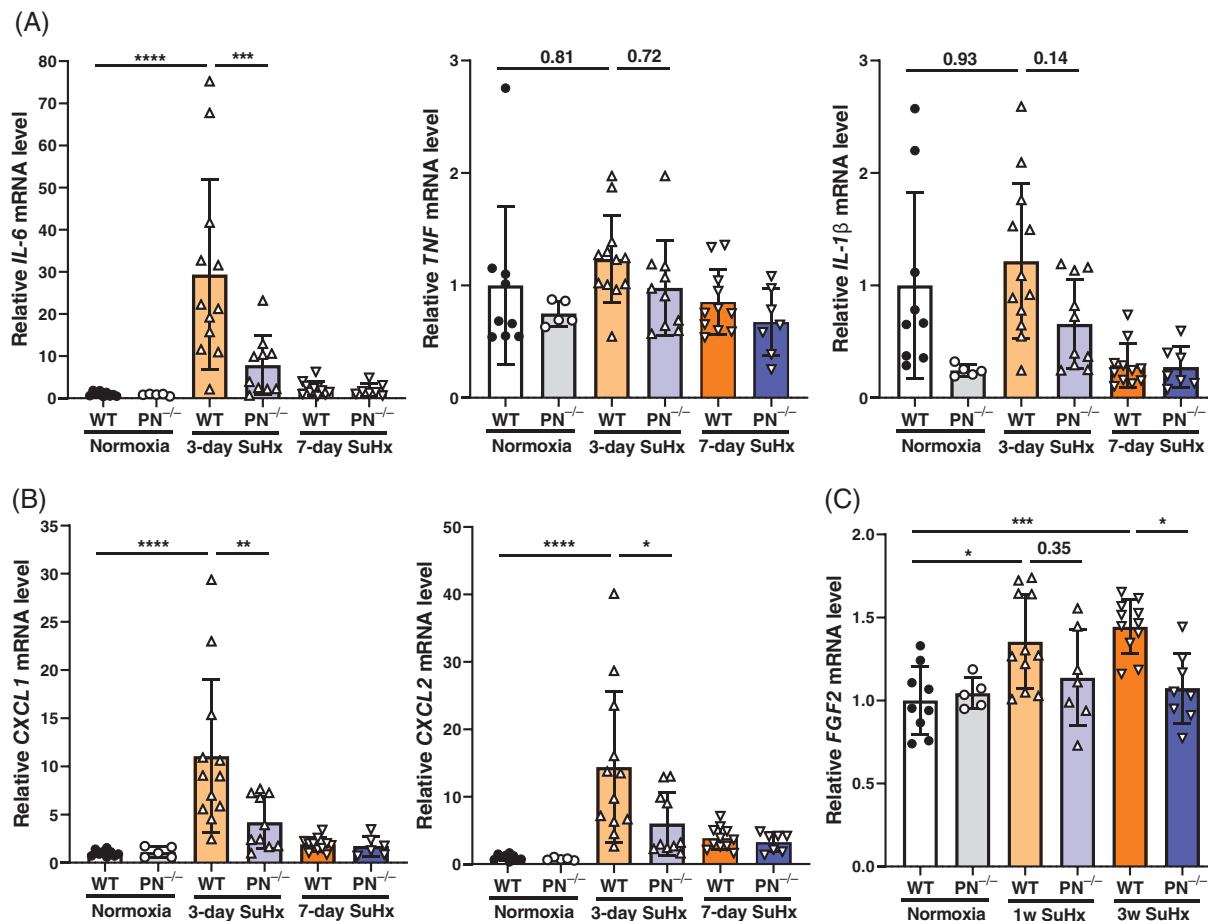 (A)
Relative IL-6 mRNA level
80
70
60
50
40
30
20
10
0
**** ***
WT PN⁻/⁻ WT PN⁻/⁻ WT PN⁻/⁻
Normoxia 3-day SuHx 7-day SuHx
Relative TNF mRNA level
3
2
1
0
0.81 0.72
WT PN⁻/⁻ WT PN⁻/⁻ WT PN⁻/⁻
Normoxia 3-day SuHx 7-day SuHx
Relative IL-1β mRNA level
3
2
1
0
0.93 0.14
WT PN⁻/⁻ WT PN⁻/⁻ WT PN⁻/⁻
Normoxia 3-day SuHx 7-day SuHx
(B)
Relative CXCL1 mRNA level
35
30
25
20
15
10
5
0
**** **
WT PN⁻/⁻ WT PN⁻/⁻ WT PN⁻/⁻
Normoxia 3-day SuHx 7-day SuHx
Relative CXCL2 mRNA level
50
40
30
20
10
0
**** *
WT PN⁻/⁻ WT PN⁻/⁻ WT PN⁻/⁻
Normoxia 3-day SuHx 7-day SuHx
(C)
Relative FGF2 mRNA level
2.0
1.5
1.0
0.5
0.0
*** *
* 0.35
WT PN⁻/⁻ WT PN⁻/⁻ WT PN⁻/⁻
Normoxia 1w SuHx 3w SuHx